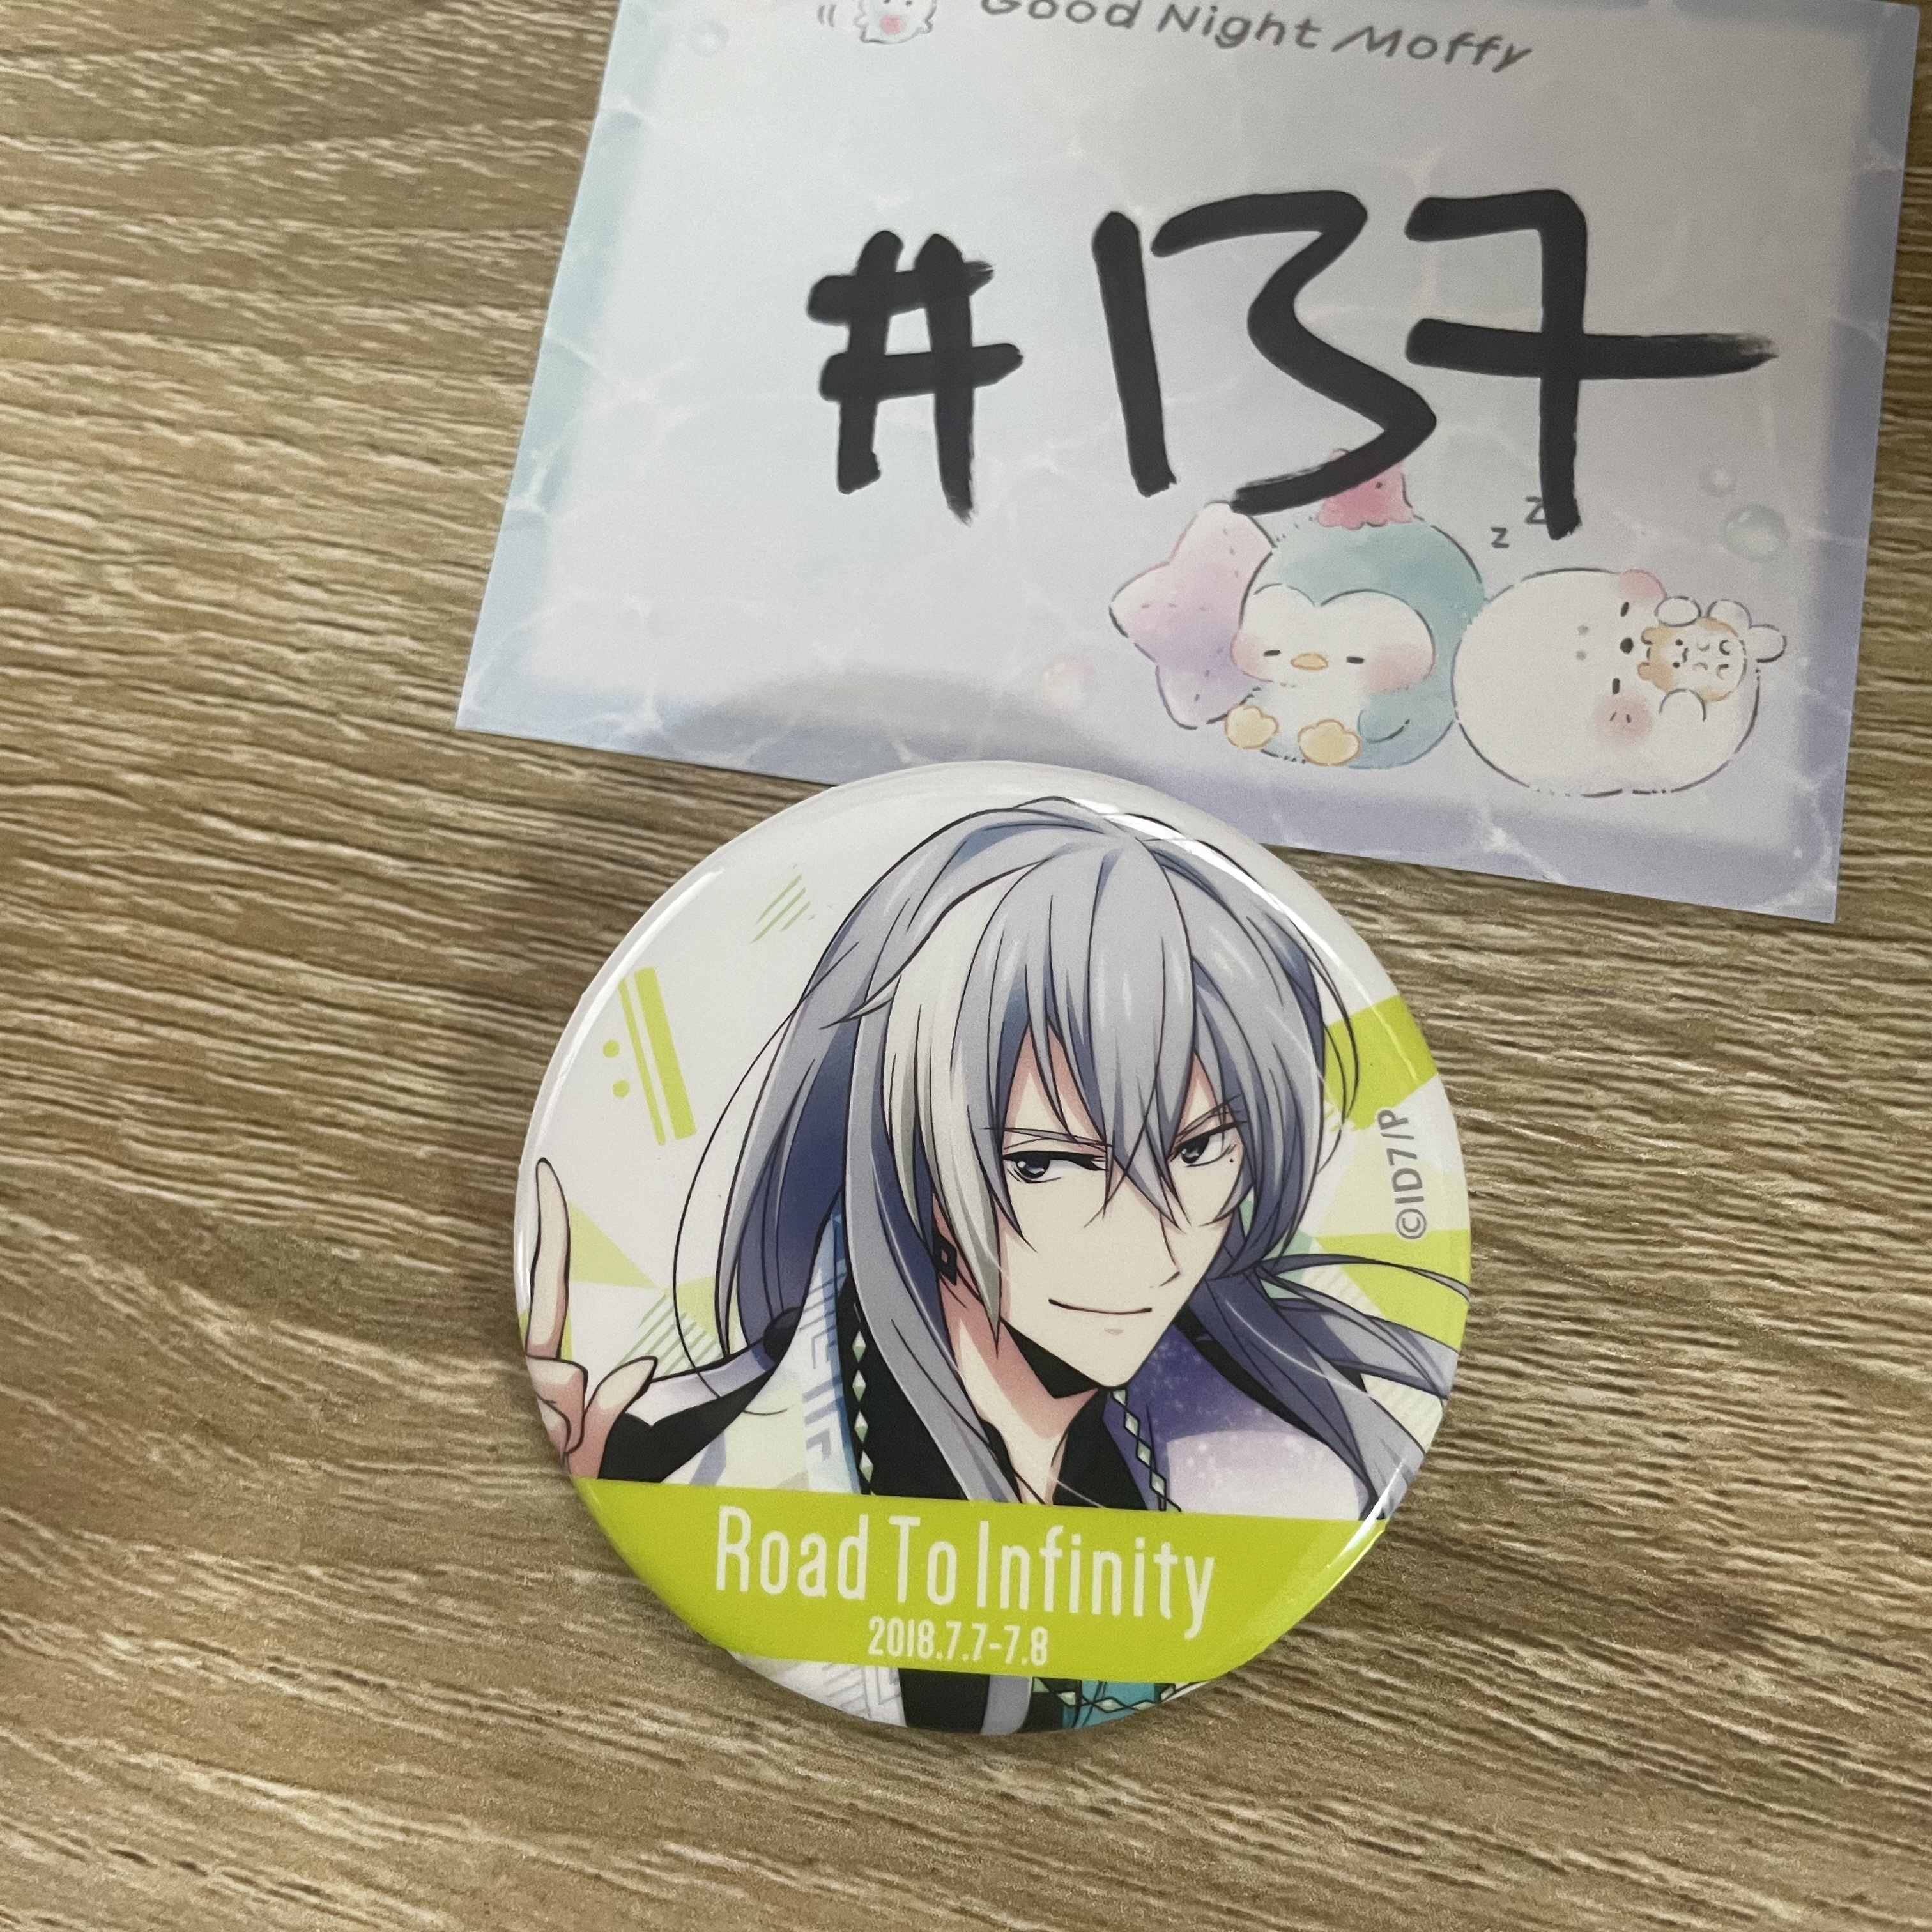 Good Night Moffy
#137
z z
©ID7/P
Road To Infinity
2018.7.7-7.8